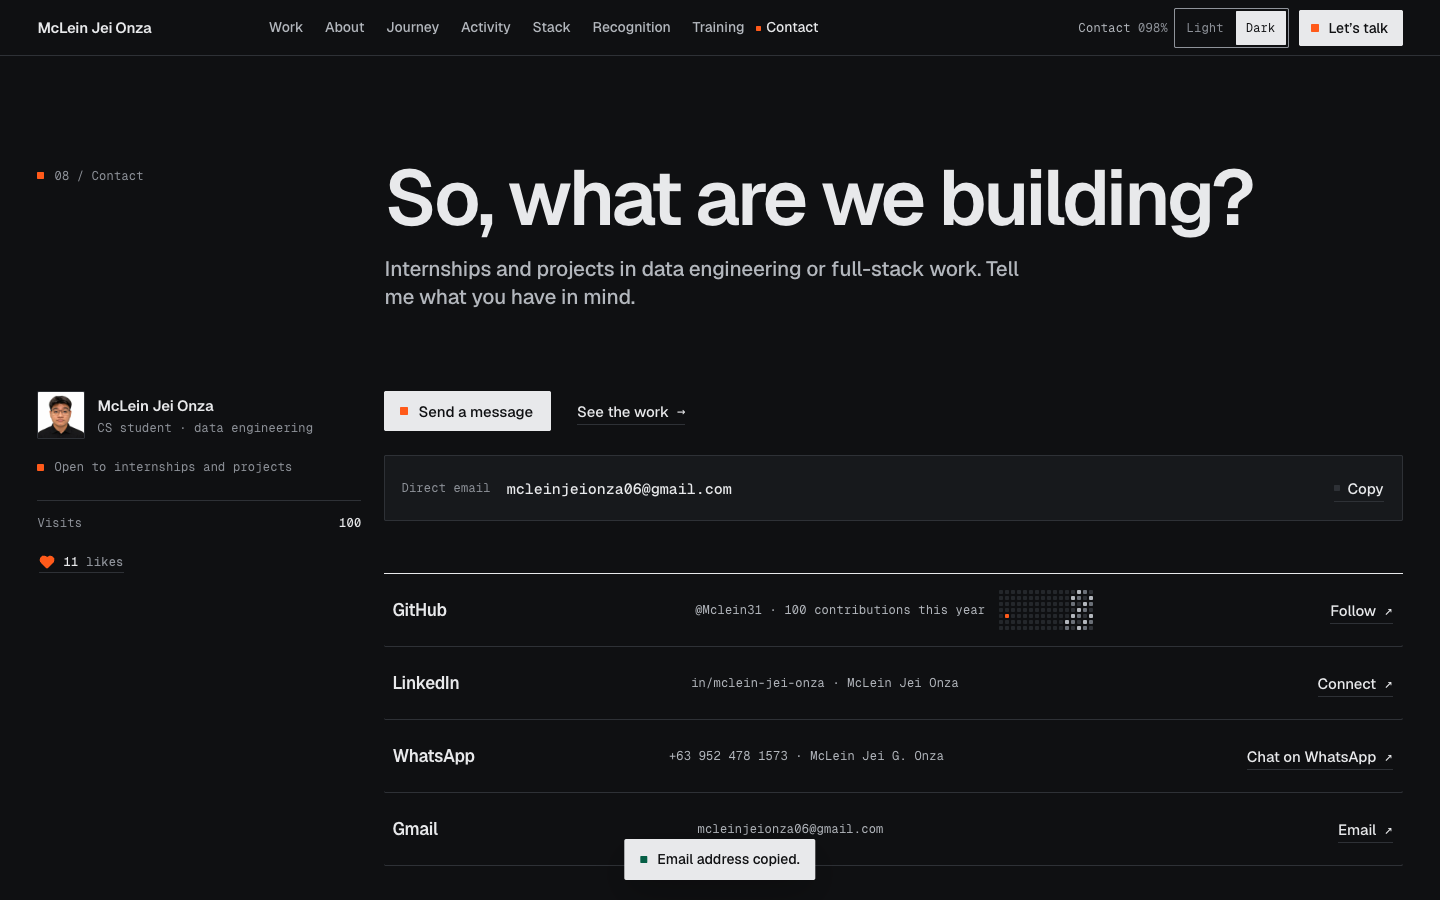 McLein Jei Onza
Work About Journey Activity Stack Recognition Training Contact
Contact 098% Light Dark Let's talk
08 / Contact
So, what are we building?
Internships and projects in data engineering or full-stack work. Tell
me what you have in mind.
McLein Jei Onza
CS student · data engineering
Open to internships and projects
Visits 100
11 likes
Send a message See the work →
Direct email mcleinjeionza06@gmail.com Copy
GitHub @Mclein31 · 100 contributions this year Follow ↗
LinkedIn in/mclein-jei-onza · McLein Jei Onza Connect ↗
WhatsApp +63 952 478 1573 · McLein Jei G. Onza Chat on WhatsApp ↗
Gmail mcleinjeionza06@gmail.com Email ↗
Email address copied.